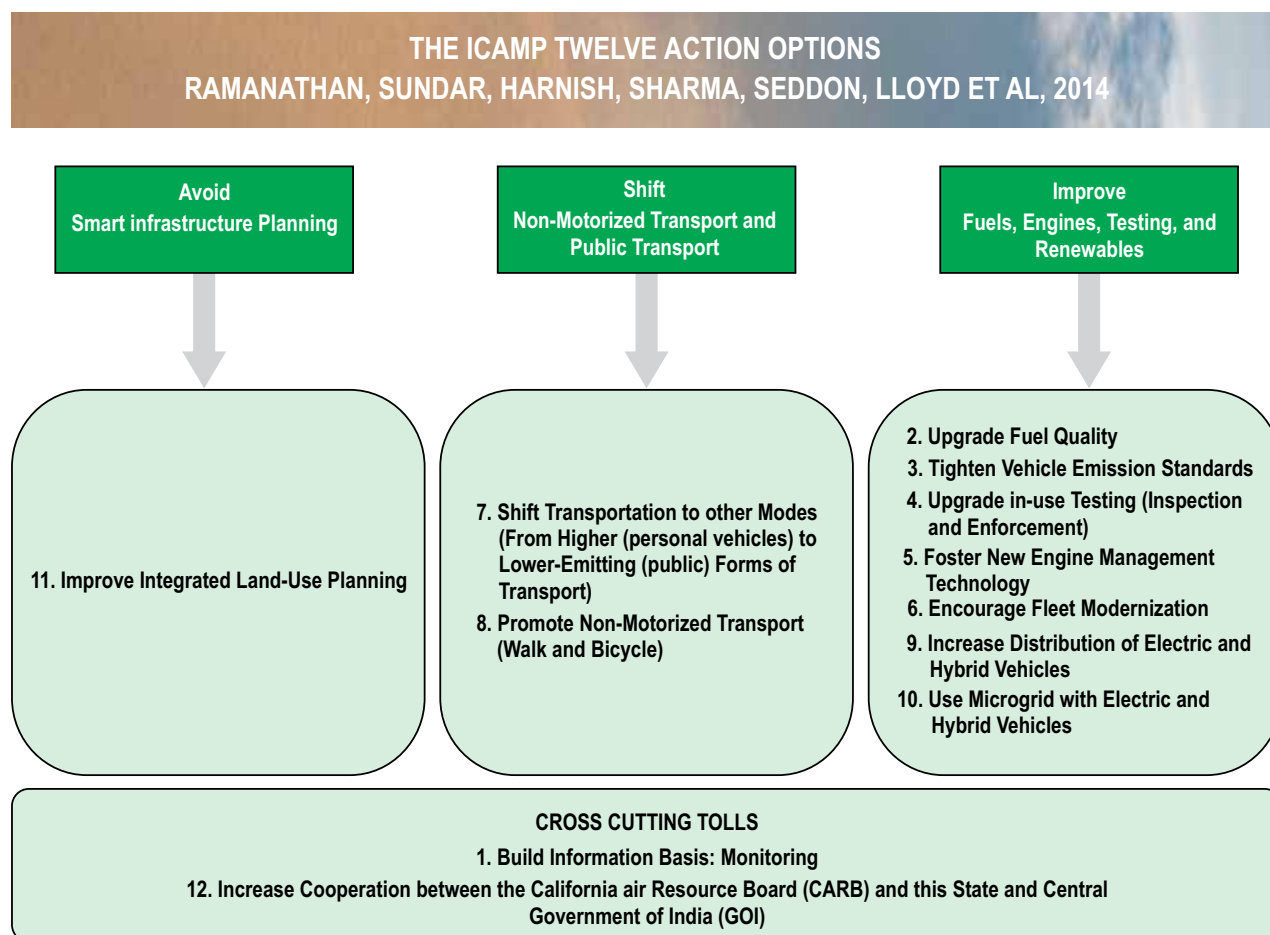 THE ICAMP TWELVE ACTION OPTIONS
RAMANATHAN, SUNDAR, HARNISH, SHARMA, SEDDON, LLOYD ET AL, 2014
Avoid
Smart infrastructure Planning
Shift
Non-Motorized Transport and
Public Transport
Improve
Fuels, Engines, Testing, and
Renewables
11. Improve Integrated Land-Use Planning
7. Shift Transportation to other Modes
(From Higher (personal vehicles) to
Lower-Emitting (public) Forms of
Transport)
8. Promote Non-Motorized Transport
(Walk and Bicycle)
2. Upgrade Fuel Quality
3. Tighten Vehicle Emission Standards
4. Upgrade in-use Testing (Inspection
and Enforcement)
5. Foster New Engine Management
Technology
6. Encourage Fleet Modernization
9. Increase Distribution of Electric and
Hybrid Vehicles
10. Use Microgrid with Electric and
Hybrid Vehicles
CROSS CUTTING TOLLS
1. Build Information Basis: Monitoring
12. Increase Cooperation between the California air Resource Board (CARB) and this State and Central
Government of India (GOI)